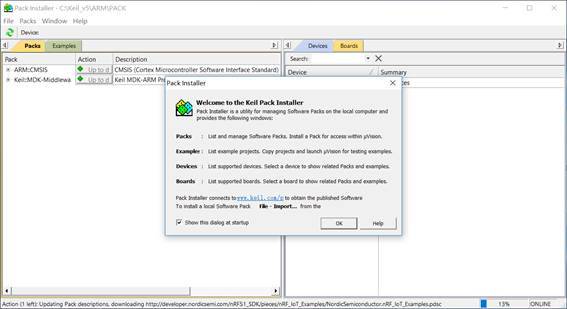 Pack Installer - C:\Keil_v5\ARM\PACK
File Packs Window Help
Device:
Packs Examples
Devices Boards
Search:
Pack Action Description
Device Summary
ARM::CMSIS Up to d CMSIS (Cortex Microcontroller Software Interface Standard)
Keil::MDK-Middlewa Up to d Keil MDK-ARM Pr
Pack Installer
Welcome to the Keil Pack Installer
Pack Installer is a utility for managing Software Packs on the local computer and
provides the following windows:
Packs : List and manage Software Packs. Install a Pack for access within µVision.
Example: List example projects. Copy projects and launch µVision for testing examples.
Devices : List supported devices. Select a device to show related Packs and examples.
Boards : List supported boards. Select a board to show related Packs and examples.
Pack Installer connects to www.keil.com/p to obtain the published Software
To install a local Software Pack File - Import... from the
Show this dialog at startup
OK Help
Action (1 left): Updating Pack descriptions, downloading http://developer.nordicsemi.com/nRF51_SDK/pieces/nRF_IoT_Examples/NordicSemiconductor.nRF_IoT_Examples.pdsc 13% ONLINE